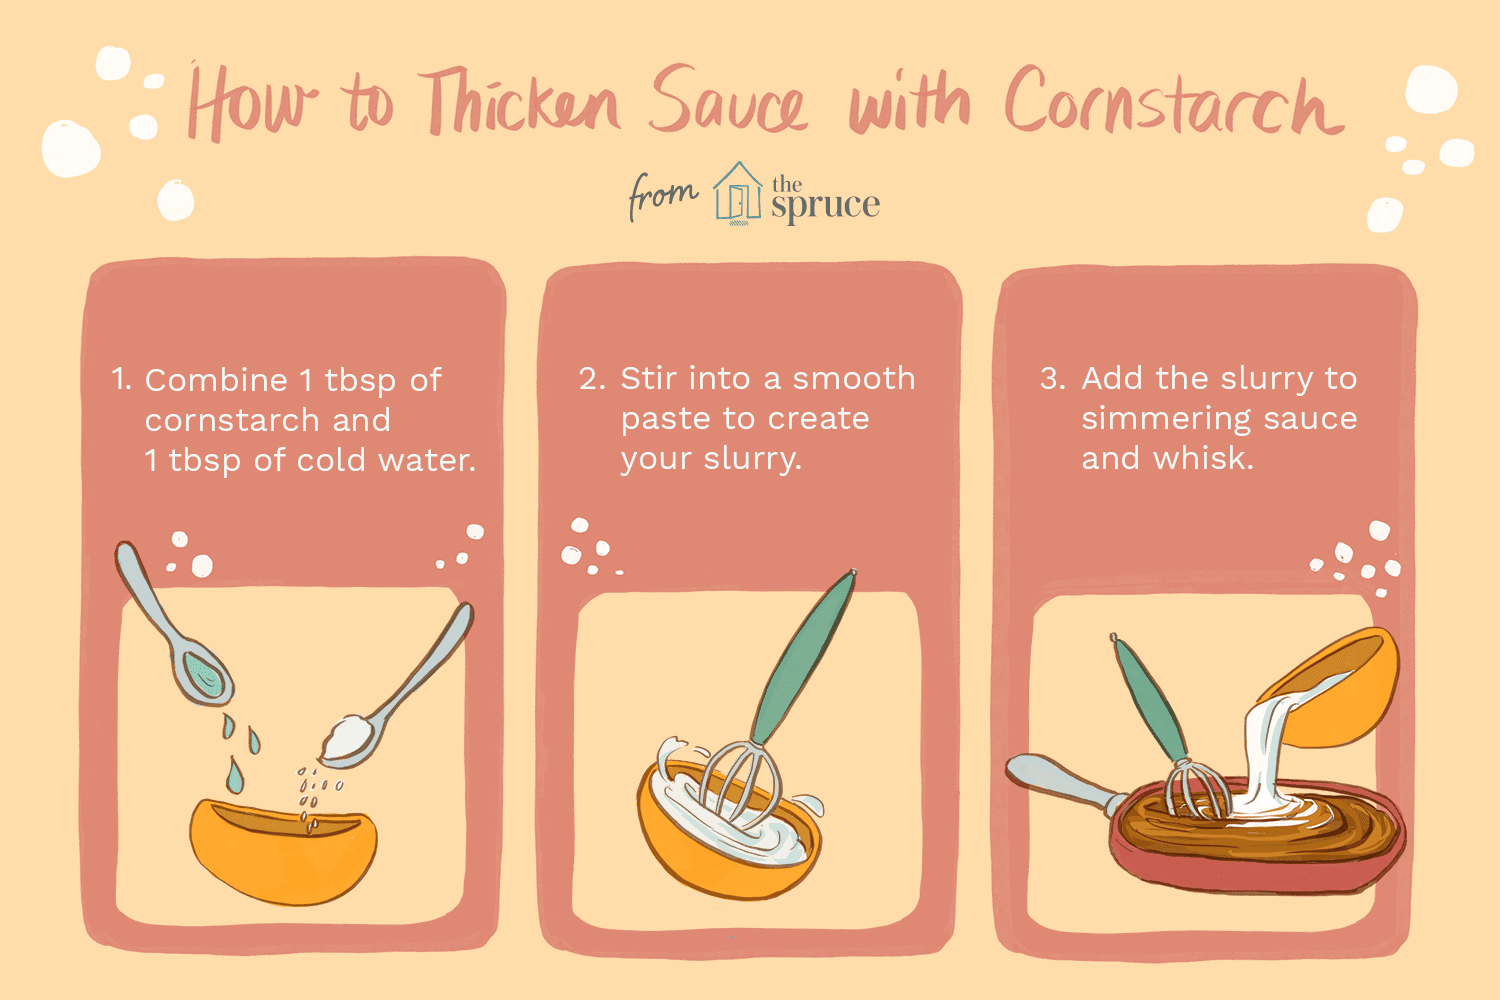 How to Thicken Sauce with Cornstarch
from the spruce
1. Combine 1 tbsp of
cornstarch and
1 tbsp of cold water.
2. Stir into a smooth
paste to create
your slurry.
3. Add the slurry to
simmering sauce
and whisk.